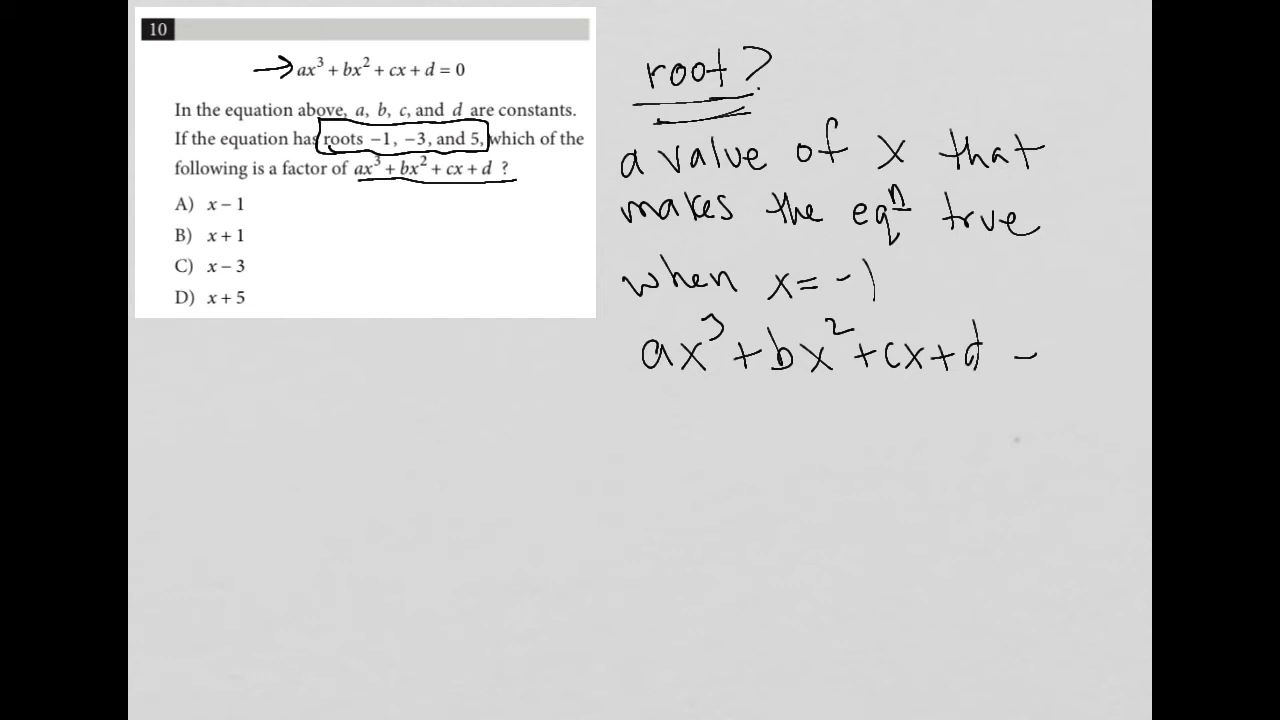 10
ax³ + bx² + cx + d = 0
In the equation above, a, b, c, and d are constants.
If the equation has roots −1, −3, and 5, which of the
following is a factor of ax³ + bx² + cx + d ?
A) x − 1
B) x + 1
C) x − 3
D) x + 5
root?
a value of x that
makes the eqⁿ true
when x = -1
ax³ + bx² + cx + d -